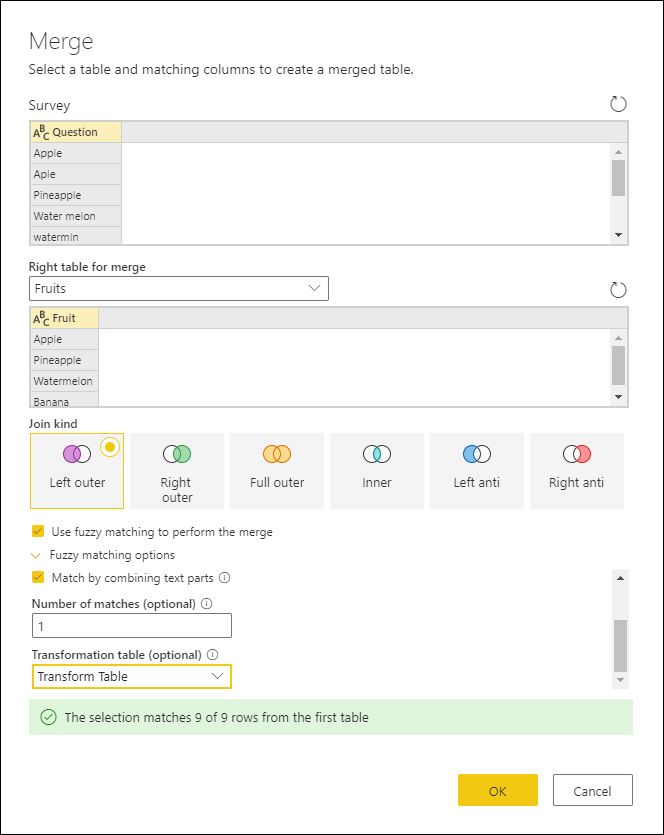 Merge
Select a table and matching columns to create a merged table.
Survey
ABC Question
Apple
Aple
Pineapple
Water melon
watermln
Right table for merge
Fruits
ABC Fruit
Apple
Pineapple
Watermelon
Banana
Join kind
Left outer
Right outer
Full outer
Inner
Left anti
Right anti
Use fuzzy matching to perform the merge
Fuzzy matching options
Match by combining text parts
Number of matches (optional)
1
Transformation table (optional)
Transform Table
The selection matches 9 of 9 rows from the first table
OK
Cancel